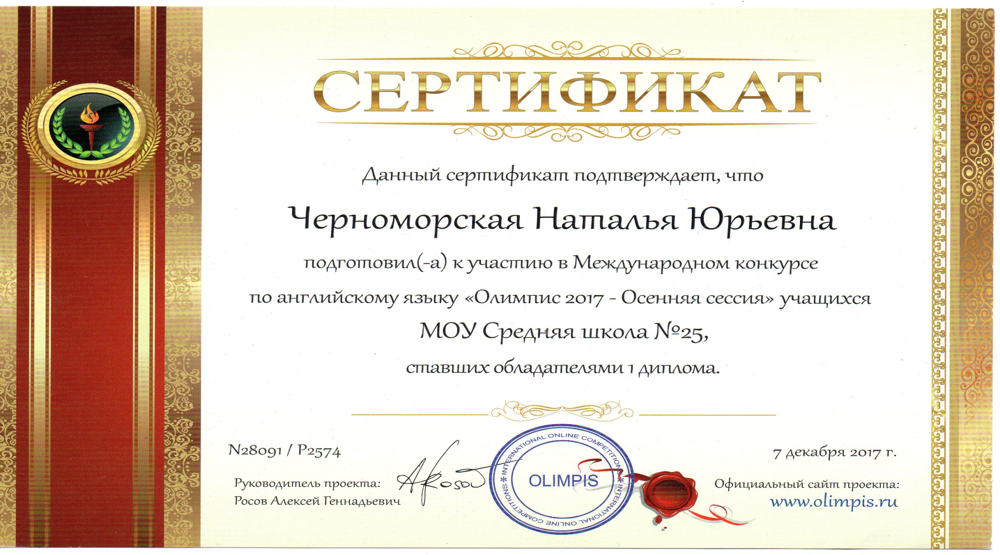 СЕРТИФИКАТ
Данный сертификат подтверждает, что
Черноморская Наталья Юрьевна
подготовил(-а) к участию в Международном конкурсе
по английскому языку «Олимпис 2017 - Осенняя сессия» учащихся
МОУ Средняя школа №25,
ставших обладателями 1 диплома.
N28091 / P2574
7 декабря 2017 г.
Руководитель проекта:
Росов Алексей Геннадьевич
ARosov
INTERNATIONAL ONLINE COMPETITIONS * INTERNATIONAL ONLINE COMPETITIONS *
OLIMPIS
Официальный сайт проекта:
www.olimpis.ru